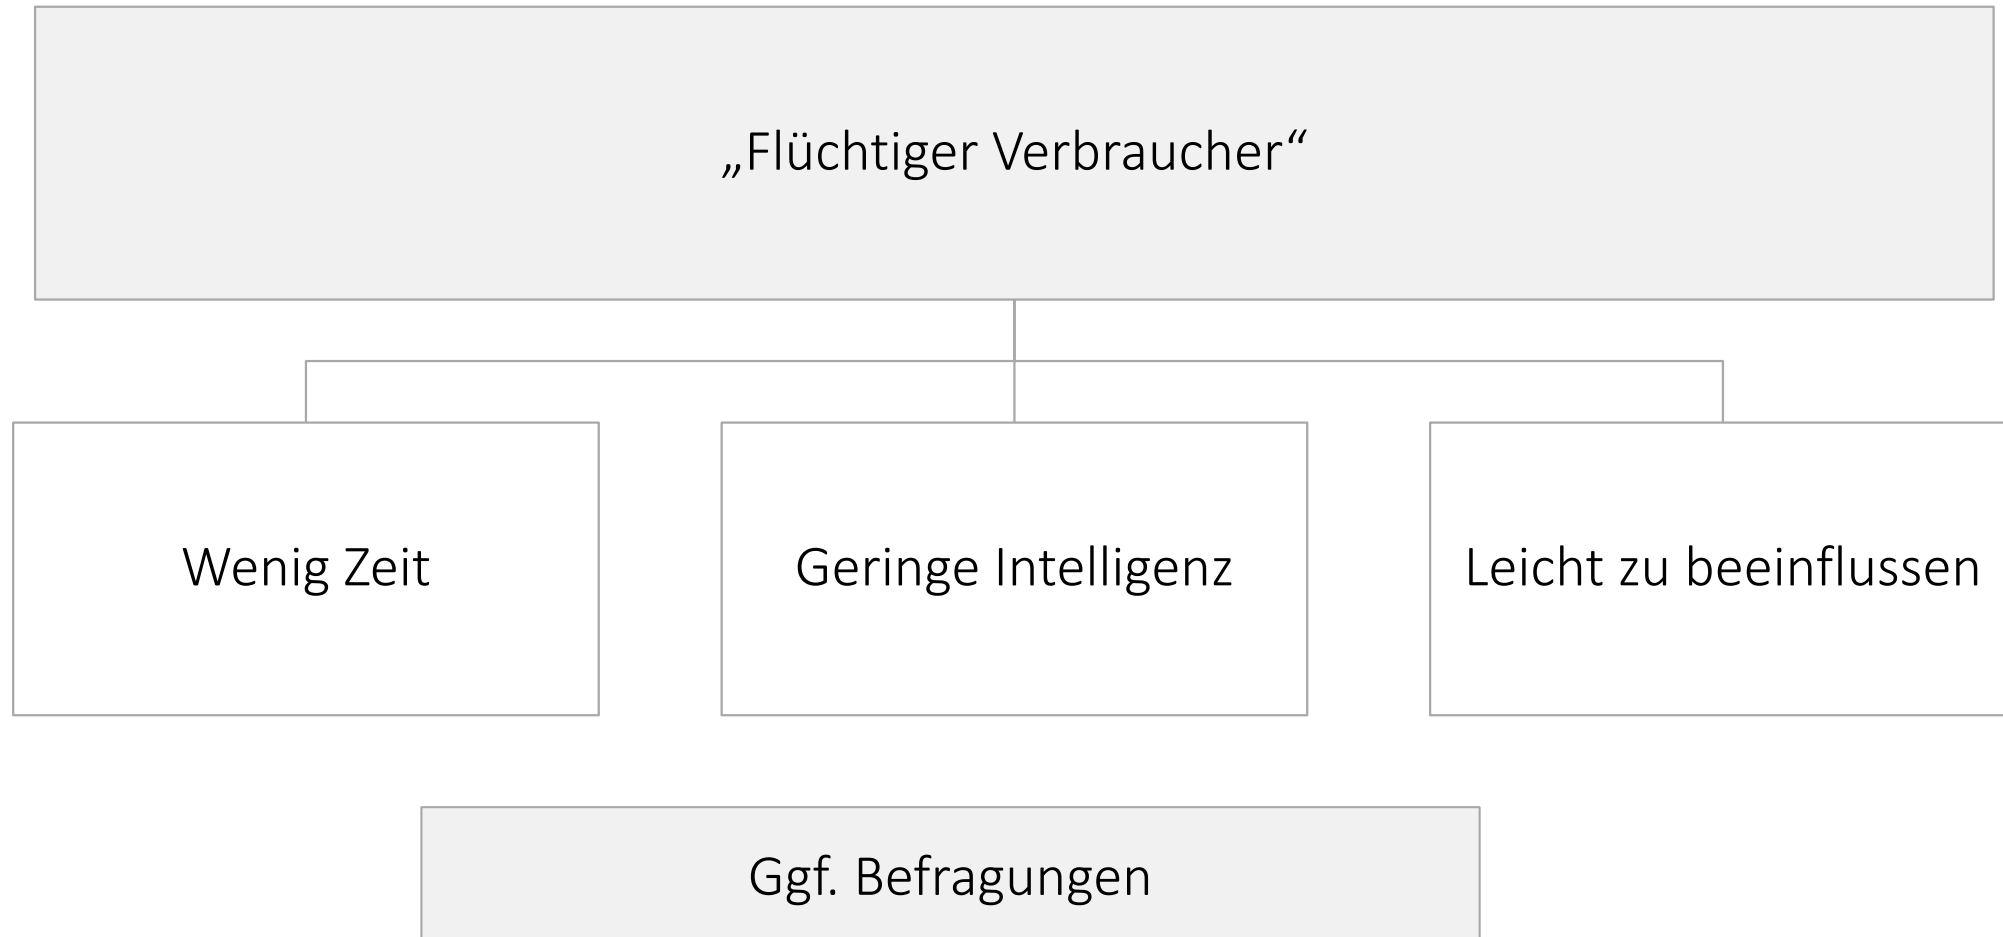 „Flüchtiger Verbraucher“
Wenig Zeit
Geringe Intelligenz
Leicht zu beeinflussen
Ggf. Befragungen